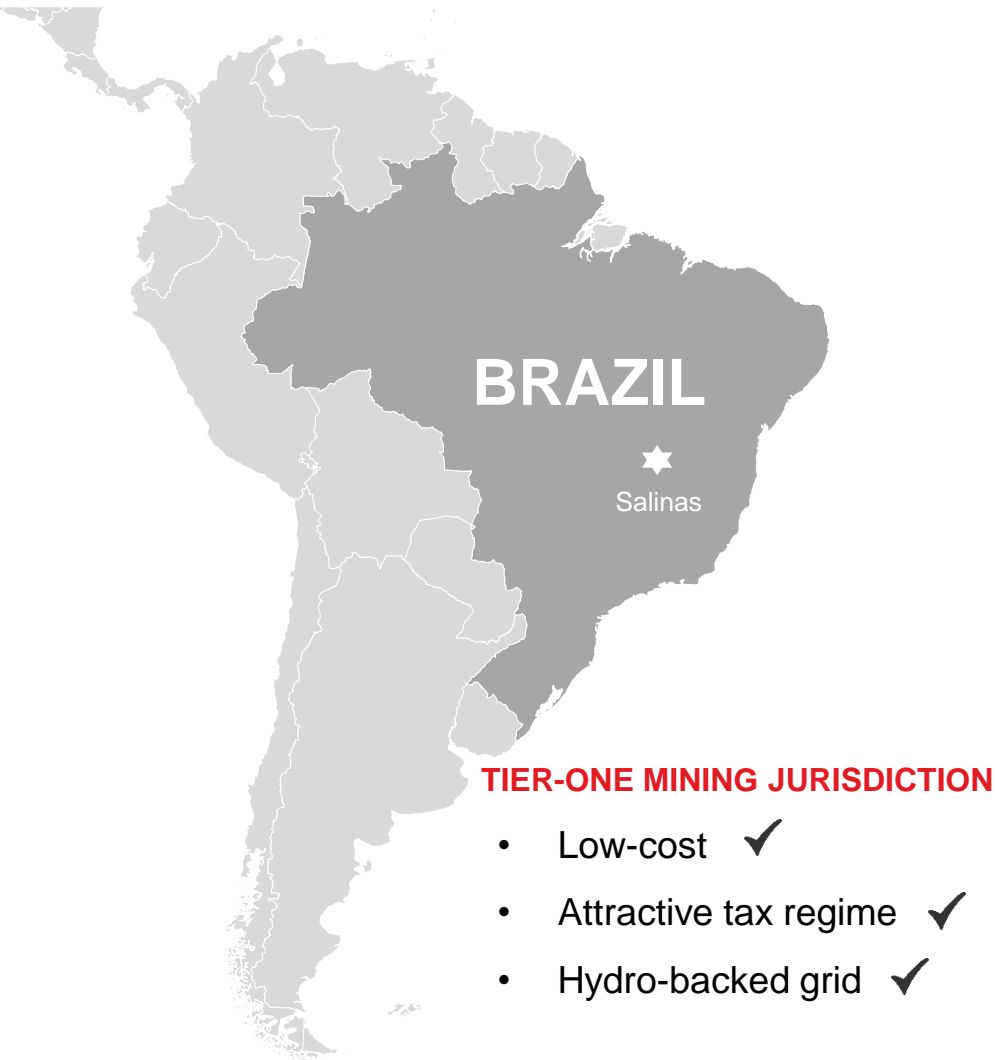 BRAZIL
Salinas
TIER-ONE MINING JURISDICTION
• Low-cost ✓
• Attractive tax regime ✓
• Hydro-backed grid ✓